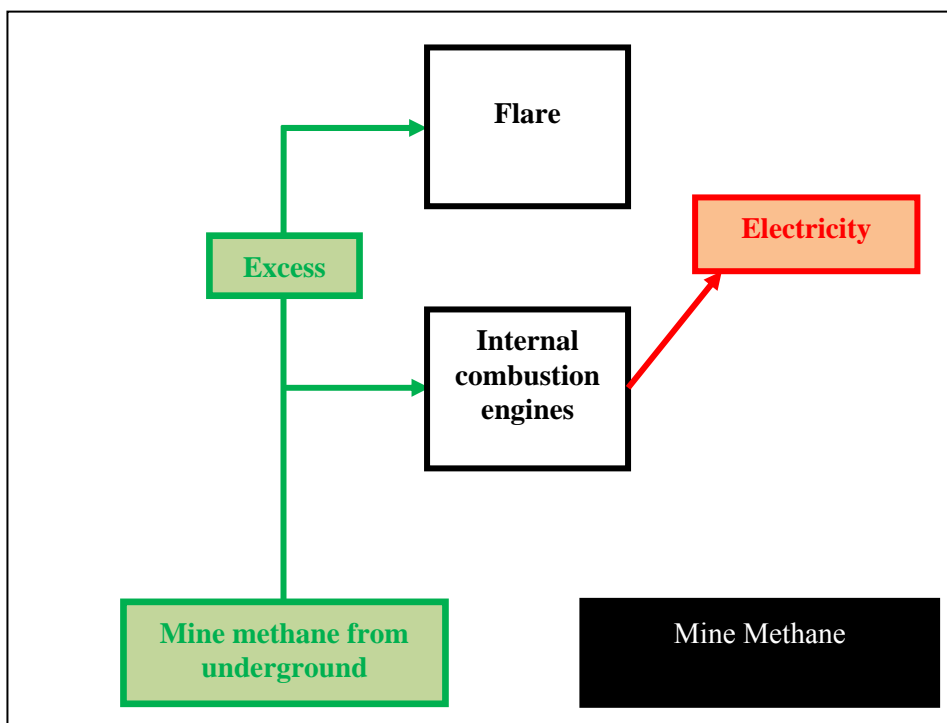 Flare
Electricity
Excess
Internal
combustion
engines
Mine methane from
underground
Mine Methane